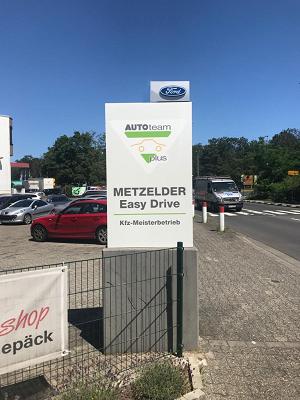 Ford
AUTOteam
plus
METZELDER
Easy Drive
Kfz-Meisterbetrieb
shop
epäck